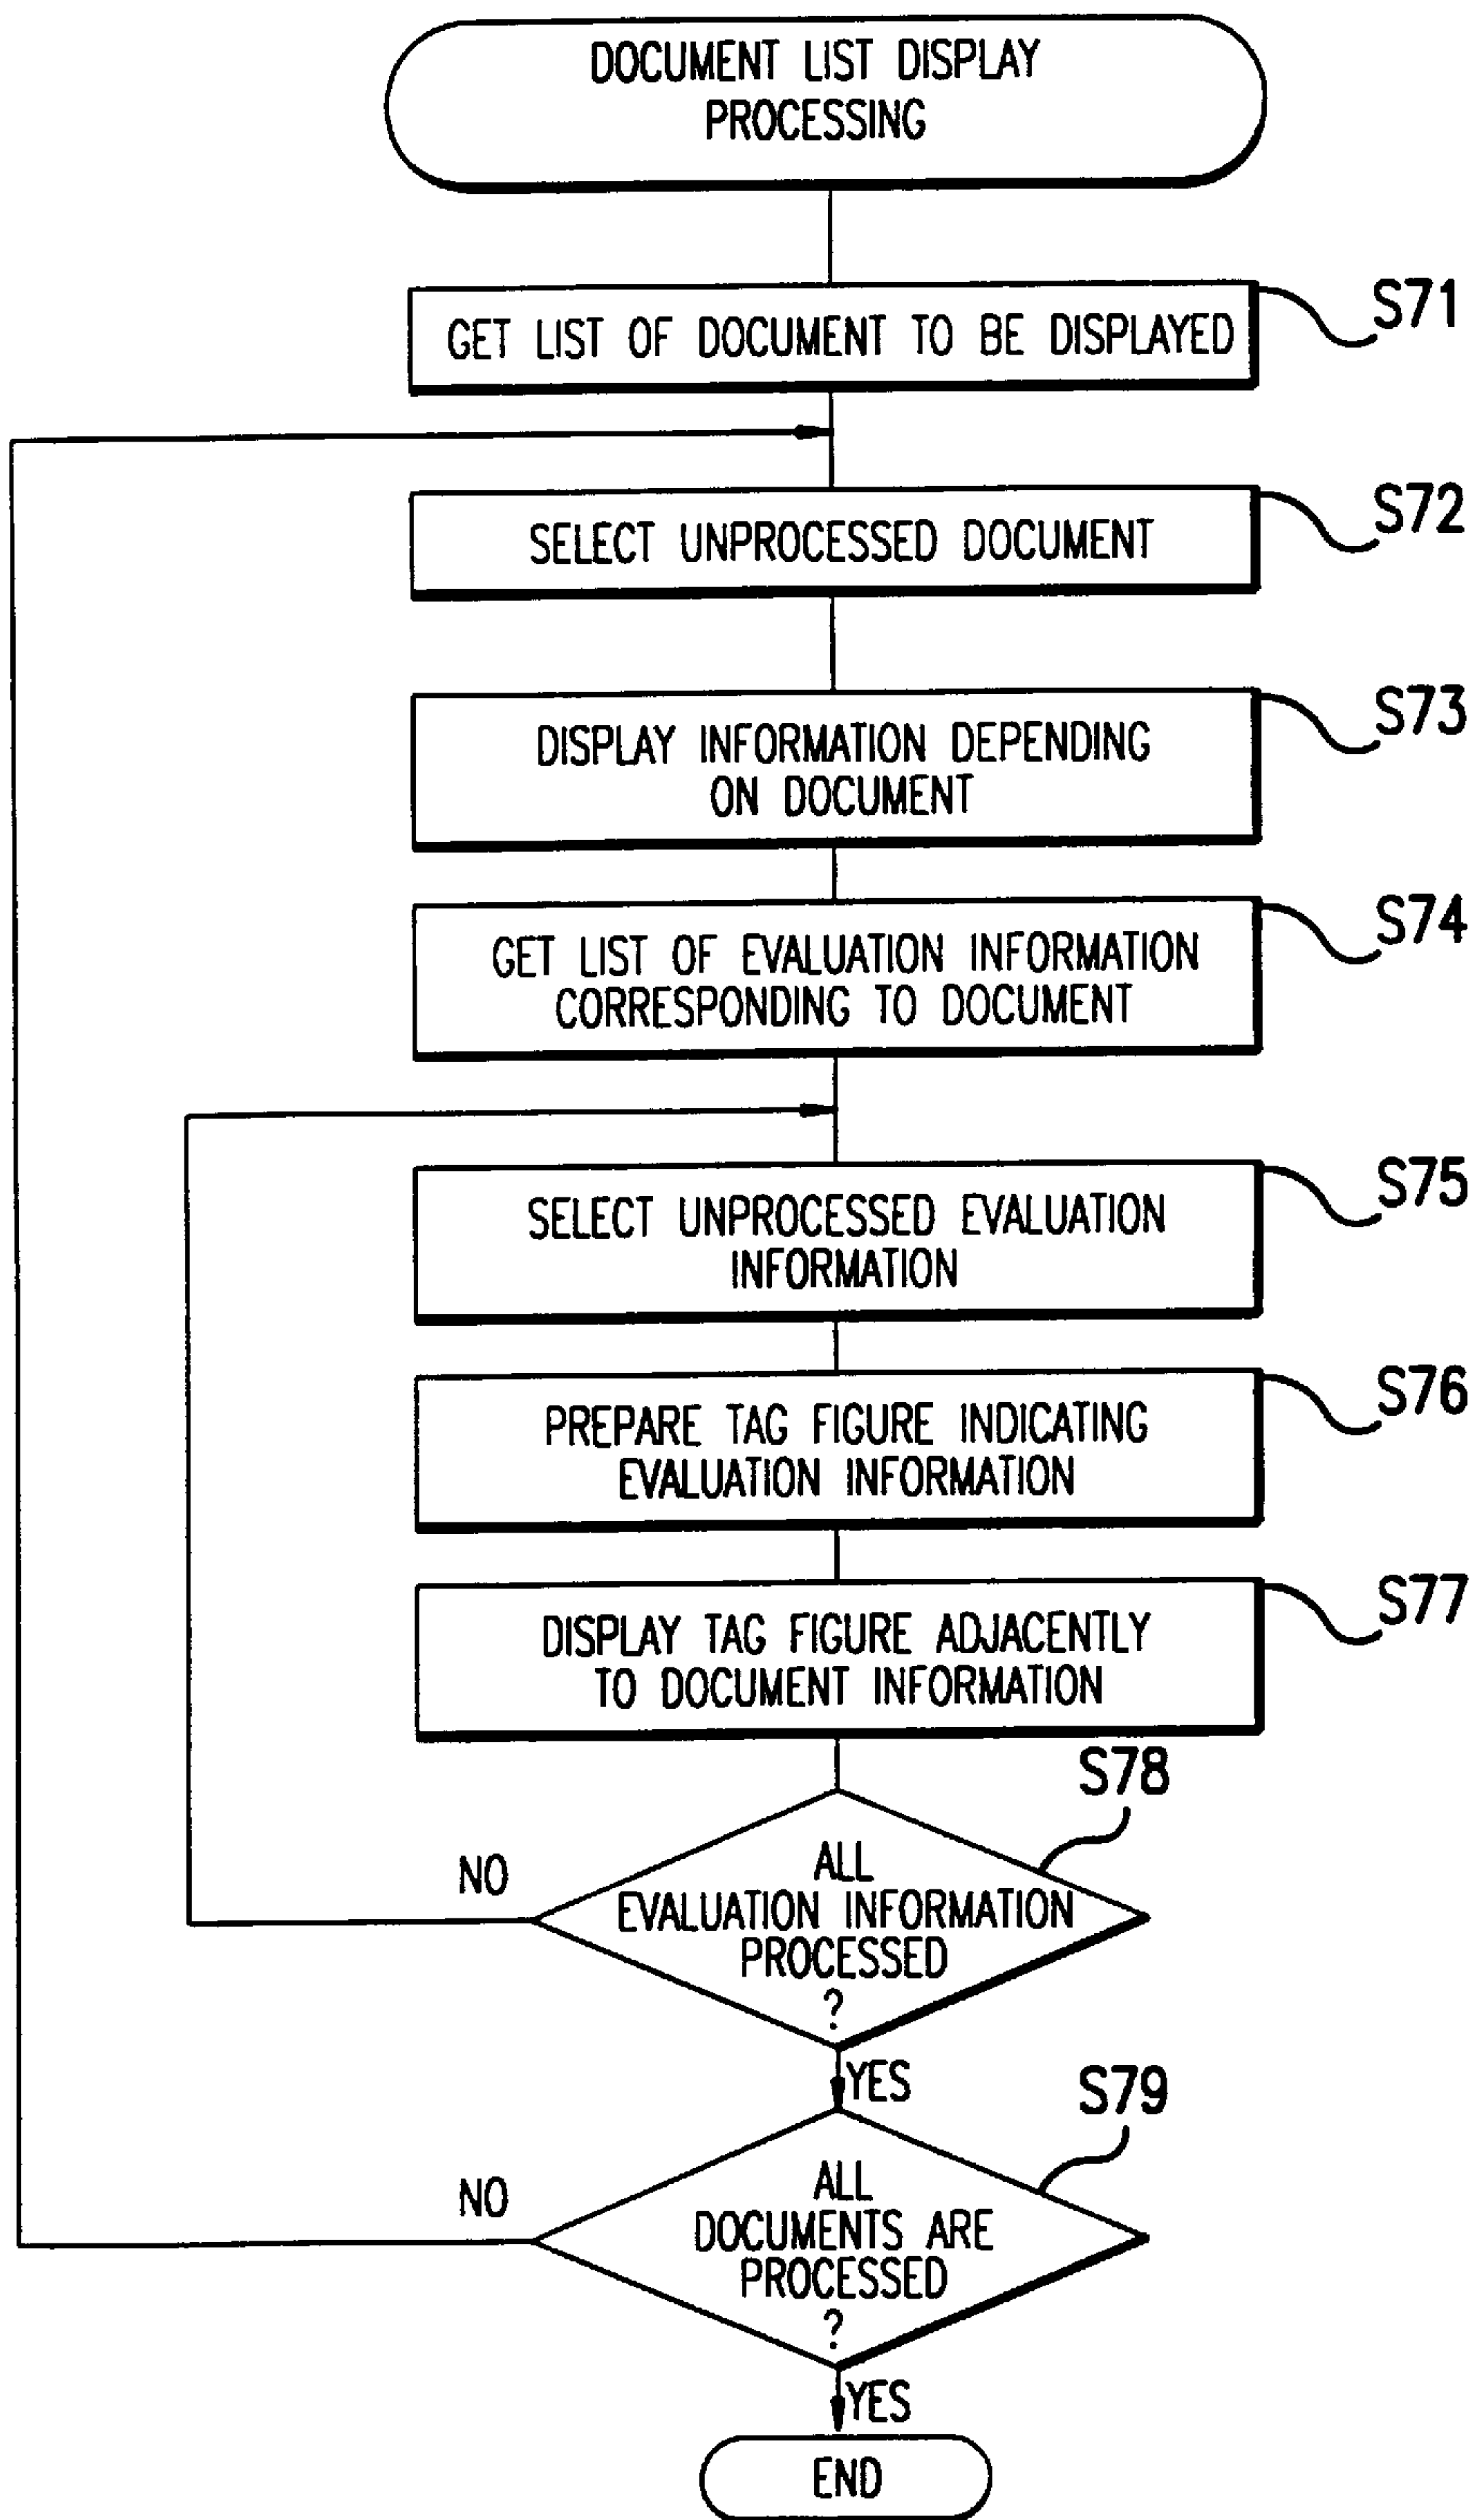 DOCUMENT LIST DISPLAY
PROCESSING
GET LIST OF DOCUMENT TO BE DISPLAYED
S71
SELECT UNPROCESSED DOCUMENT
S72
DISPLAY INFORMATION DEPENDING
ON DOCUMENT
S73
GET LIST OF EVALUATION INFORMATION
CORRESPONDING TO DOCUMENT
S74
SELECT UNPROCESSED EVALUATION
INFORMATION
S75
PREPARE TAG FIGURE INDICATING
EVALUATION INFORMATION
S76
DISPLAY TAG FIGURE ADJACENTLY
TO DOCUMENT INFORMATION
S77
S78
NO
ALL
EVALUATION INFORMATION
PROCESSED
?
YES
S79
NO
ALL
DOCUMENTS ARE
PROCESSED
?
YES
END